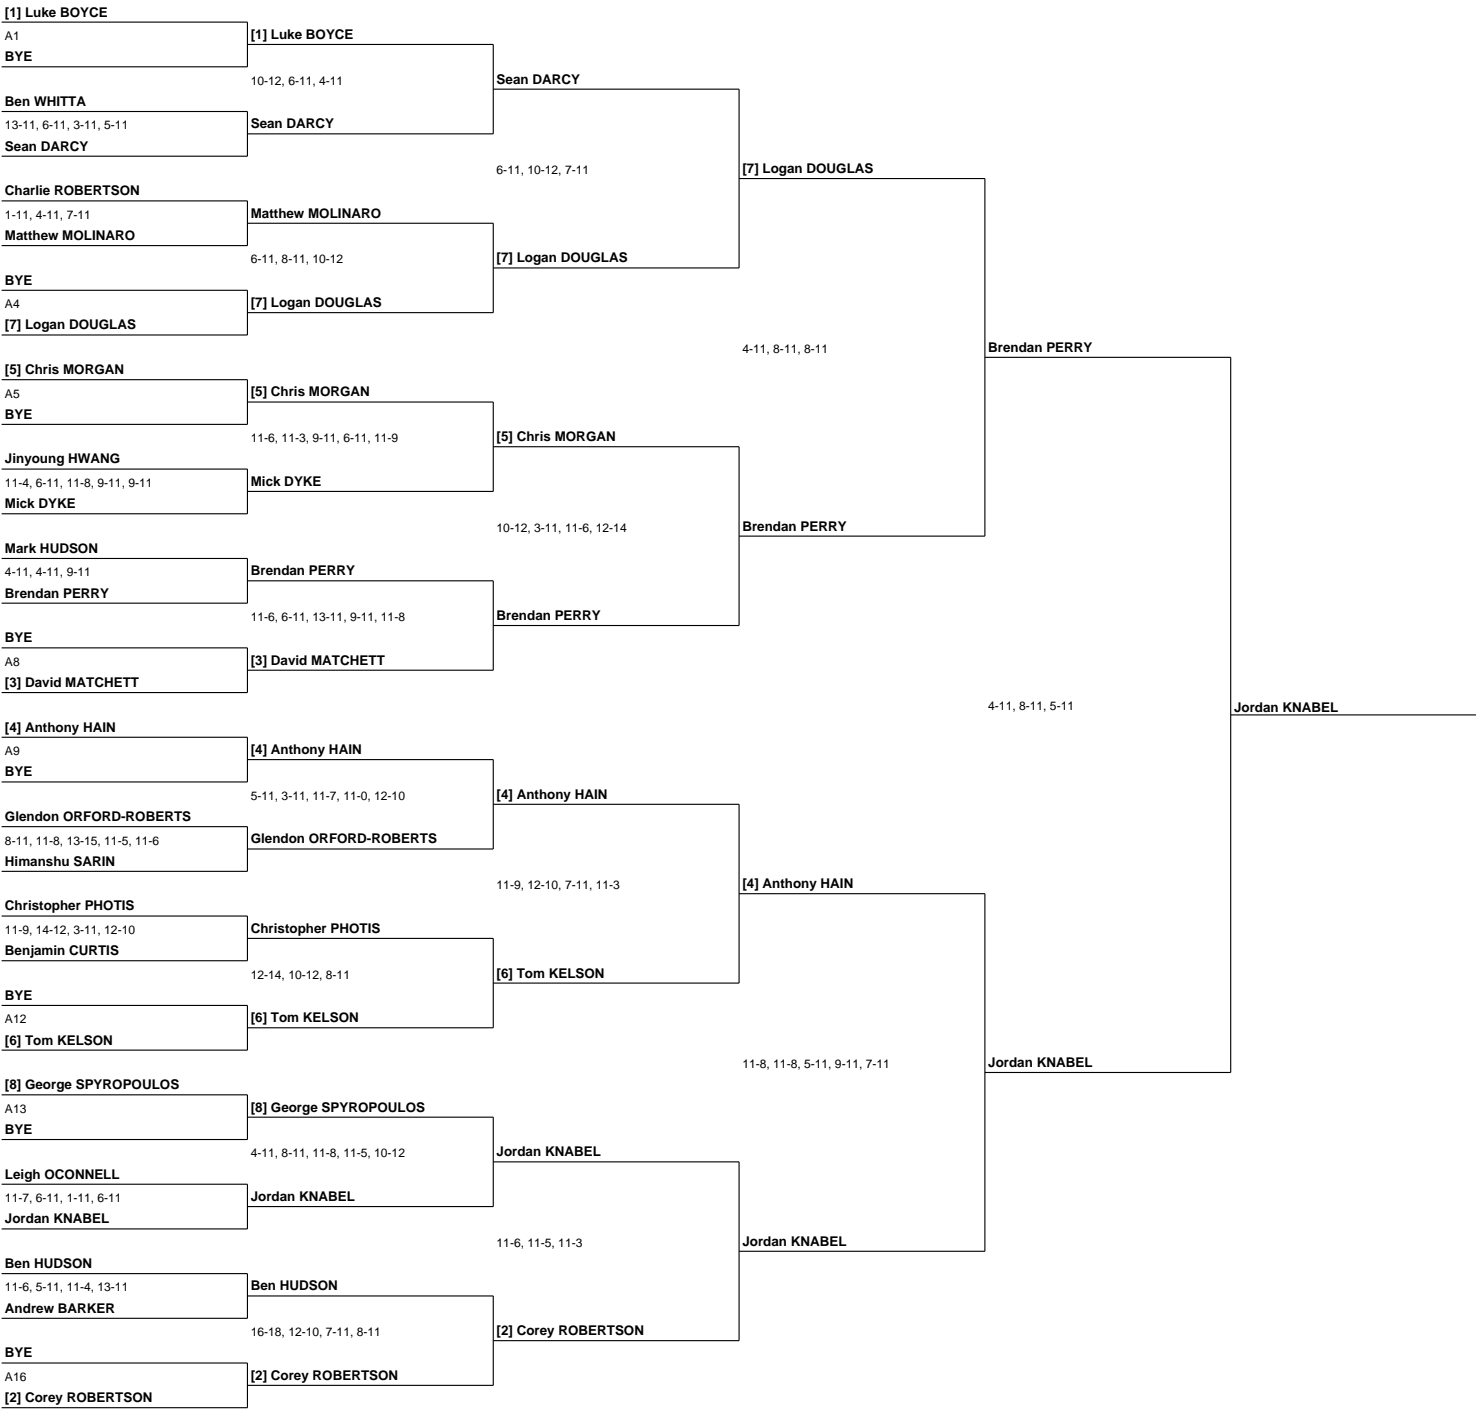 [1] Luke BOYCE
A1
BYE
Ben WHITTA
13-11, 6-11, 3-11, 5-11
Sean DARCY
Charlie ROBERTSON
1-11, 4-11, 7-11
Matthew MOLINARO
BYE
A4
[7] Logan DOUGLAS
[5] Chris MORGAN
A5
BYE
Jinyoung HWANG
11-4, 6-11, 11-8, 9-11, 9-11
Mick DYKE
Mark HUDSON
4-11, 4-11, 9-11
Brendan PERRY
BYE
A8
[3] David MATCHETT
[4] Anthony HAIN
A9
BYE
Glendon ORFORD-ROBERTS
8-11, 11-8, 13-15, 11-5, 11-6
Himanshu SARIN
Christopher PHOTIS
11-9, 14-12, 3-11, 12-10
Benjamin CURTIS
BYE
A12
[6] Tom KELSON
[8] George SPYROPOULOS
A13
BYE
Leigh OCONNELL
11-7, 6-11, 1-11, 6-11
Jordan KNABEL
Ben HUDSON
11-6, 5-11, 11-4, 13-11
Andrew BARKER
BYE
A16
[2] Corey ROBERTSON
[1] Luke BOYCE
10-12, 6-11, 4-11
Sean DARCY
Matthew MOLINARO
6-11, 8-11, 10-12
[7] Logan DOUGLAS
[5] Chris MORGAN
11-6, 11-3, 9-11, 6-11, 11-9
Mick DYKE
Brendan PERRY
11-6, 6-11, 13-11, 9-11, 11-8
[3] David MATCHETT
[4] Anthony HAIN
5-11, 3-11, 11-7, 11-0, 12-10
Glendon ORFORD-ROBERTS
Christopher PHOTIS
12-14, 10-12, 8-11
[6] Tom KELSON
[8] George SPYROPOULOS
4-11, 8-11, 11-8, 11-5, 10-12
Jordan KNABEL
Ben HUDSON
16-18, 12-10, 7-11, 8-11
[2] Corey ROBERTSON
Sean DARCY
6-11, 10-12, 7-11
[7] Logan DOUGLAS
[5] Chris MORGAN
10-12, 3-11, 11-6, 12-14
Brendan PERRY
[4] Anthony HAIN
11-9, 12-10, 7-11, 11-3
[6] Tom KELSON
Jordan KNABEL
11-6, 11-5, 11-3
[2] Corey ROBERTSON
[7] Logan DOUGLAS
4-11, 8-11, 8-11
Brendan PERRY
[4] Anthony HAIN
11-8, 11-8, 5-11, 9-11, 7-11
Jordan KNABEL
Brendan PERRY
4-11, 8-11, 5-11
Jordan KNABEL
Jordan KNABEL